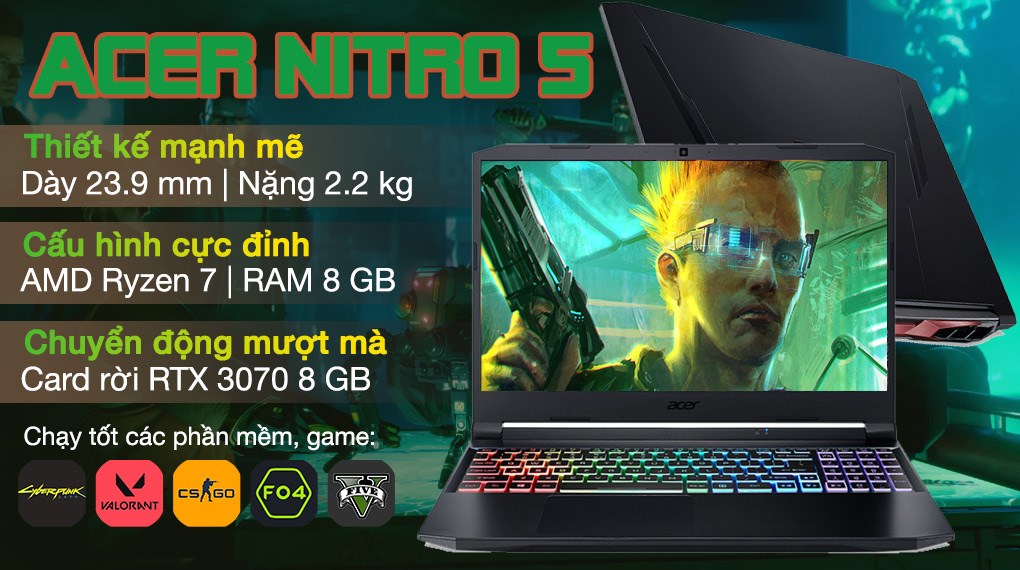 ACER NITRO 5
Thiết kế mạnh mẽ
Dày 23.9 mm | Nặng 2.2 kg
Cấu hình cực đỉnh
AMD Ryzen 7 | RAM 8 GB
Chuyển động mượt mà
Card rời RTX 3070 8 GB
Chạy tốt các phần mềm, game:
Cyberpunk
VALORANT
CS GO
FO4
V
FIVE
acer